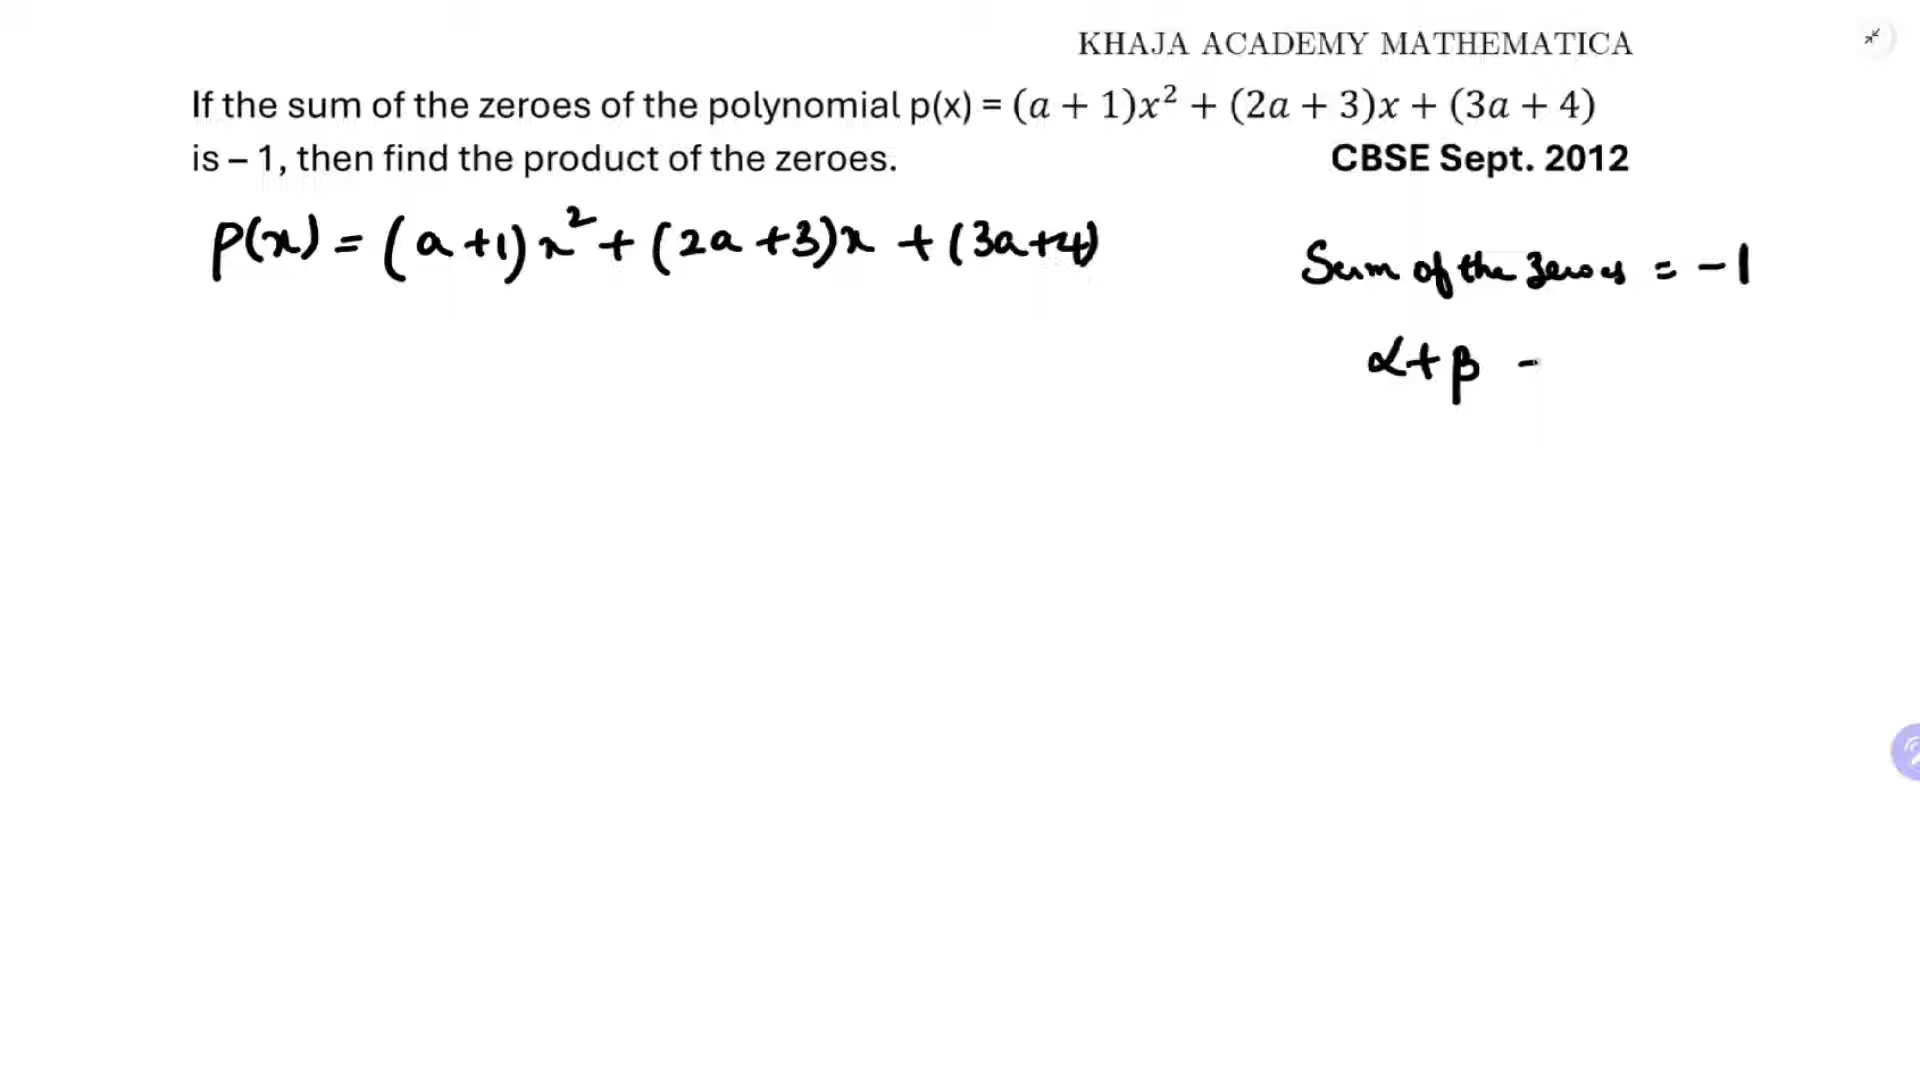 KHAJA ACADEMY MATHEMATICA
If the sum of the zeroes of the polynomial p(x) = (a + 1)x² + (2a + 3)x + (3a + 4)
is – 1, then find the product of the zeroes.
CBSE Sept. 2012
p(x) = (a+1)x² + (2a+3)x + (3a+4)
Sum of the zeroes = -1
α+β -